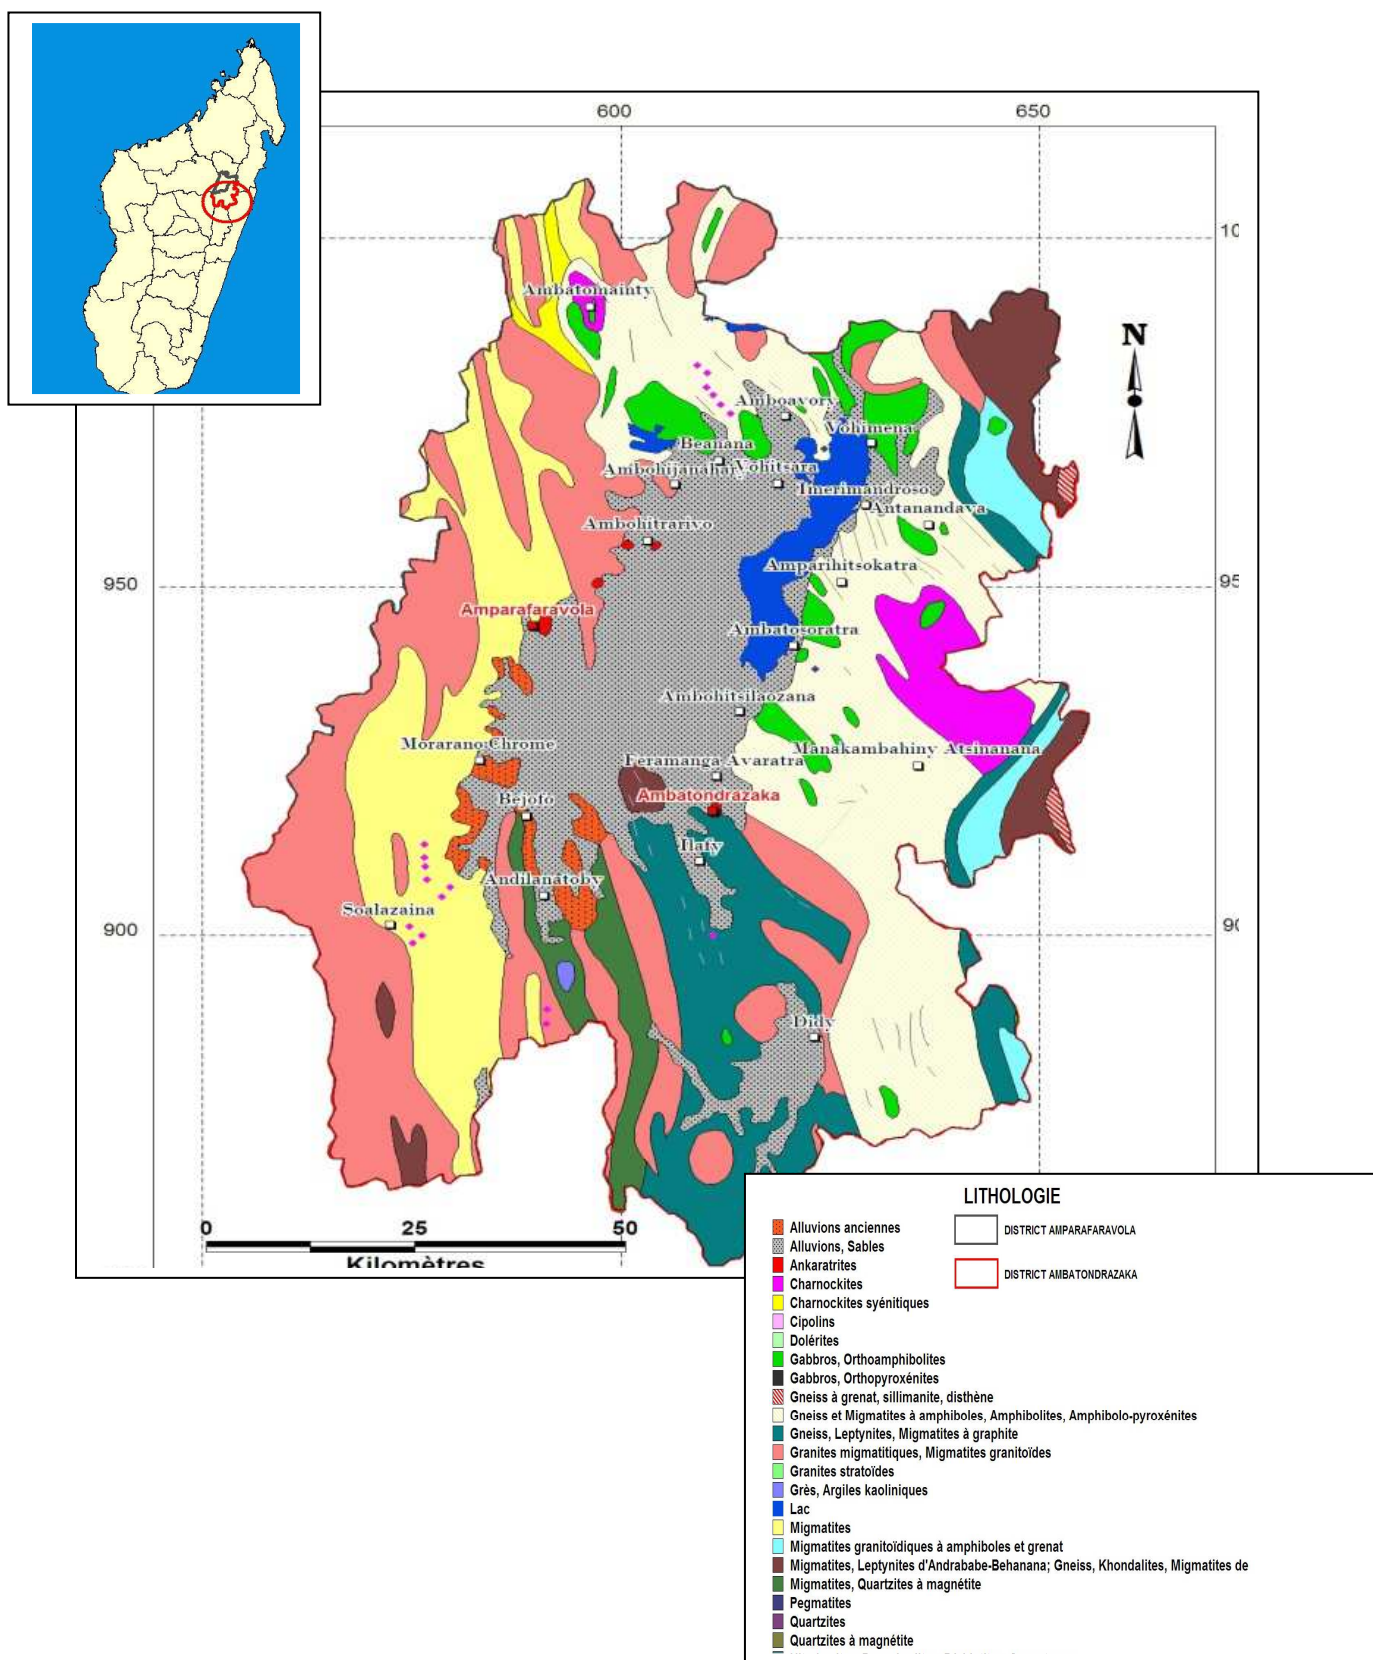 600 650
10
Ambatomainty
N
Amboavory
Vohimena
Beanana
Ambohijanahary
Vohitsara
Imerimandroso
Antanandava
Ambohitrarivo
Amparihitsokatra
950 95
Amparafaravola
Ambatosoratra
Ambohitsilaozana
Morarano Chrome
Manakambahiny Atsinanana
Feramanga Avaratra
Ambatondrazaka
Bejofo
Ilafy
Andilanatoby
Soalazaina
900 90
Didy
0 25 50
Kilomètres
LITHOLOGIE
Alluvions anciennes
DISTRICT AMPARAFARAVOLA
Alluvions, Sables
Ankaratrites
DISTRICT AMBATONDRAZAKA
Charnockites
Charnockites syénitiques
Cipolins
Dolérites
Gabbros, Orthoamphibolites
Gabbros, Orthopyroxénites
Gneiss à grenat, sillimanite, disthène
Gneiss et Migmatites à amphiboles, Amphibolites, Amphibolo-pyroxénites
Gneiss, Leptynites, Migmatites à graphite
Granites migmatitiques, Migmatites granitoïdes
Granites stratoïdes
Grès, Argiles kaoliniques
Lac
Migmatites
Migmatites granitoïdiques à amphiboles et grenat
Migmatites, Leptynites d'Andrababe-Behanana; Gneiss, Khondalites, Migmatites de
Migmatites, Quartzites à magnétite
Pegmatites
Quartzites
Quartzites à magnétite